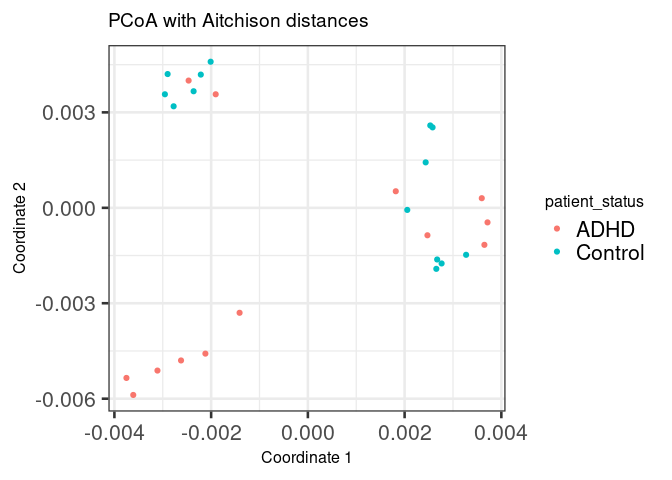 PCoA with Aitchison distances
0.003
0.000
-0.003
-0.006
Coordinate 2
-0.004 -0.002 0.000 0.002 0.004
Coordinate 1
patient_status
ADHD
Control